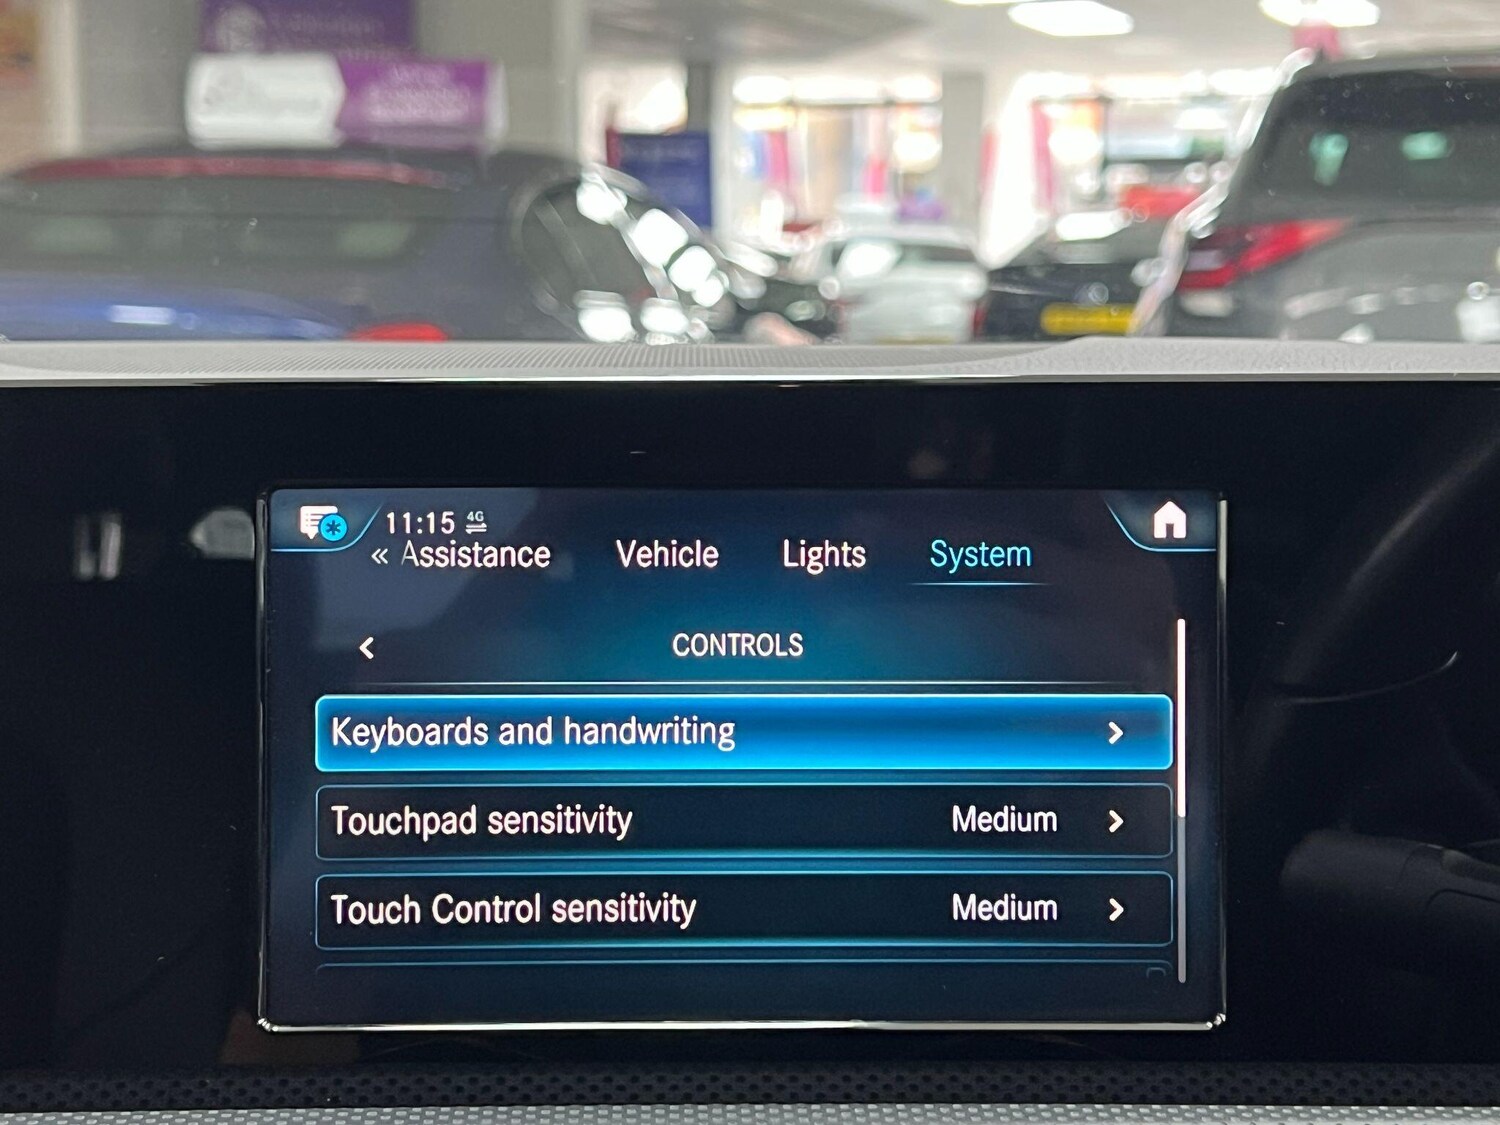 11:15 4G
« Assistance Vehicle Lights System
CONTROLS
Keyboards and handwriting
Touchpad sensitivity Medium
Touch Control sensitivity Medium